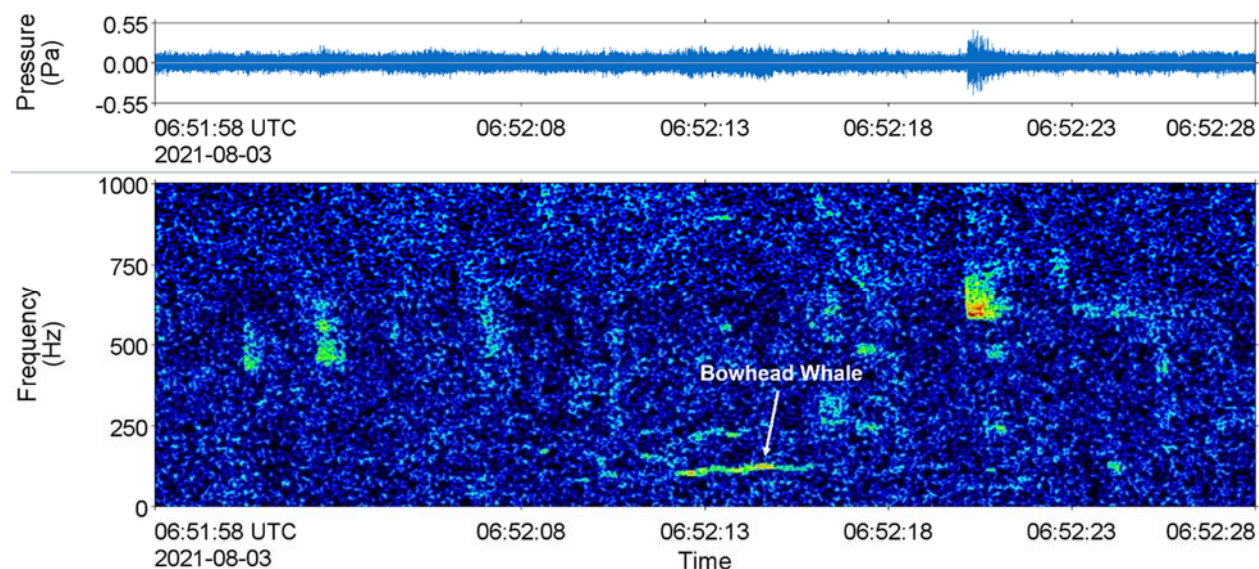 Pressure
(Pa)
0.55
0.00
-0.55
06:51:58 UTC
2021-08-03
06:52:08
06:52:13
06:52:18
06:52:23
06:52:28
Frequency
(Hz)
1000
750
500
250
0
Bowhead Whale
06:51:58 UTC
2021-08-03
06:52:08
06:52:13
06:52:18
06:52:23
06:52:28
Time